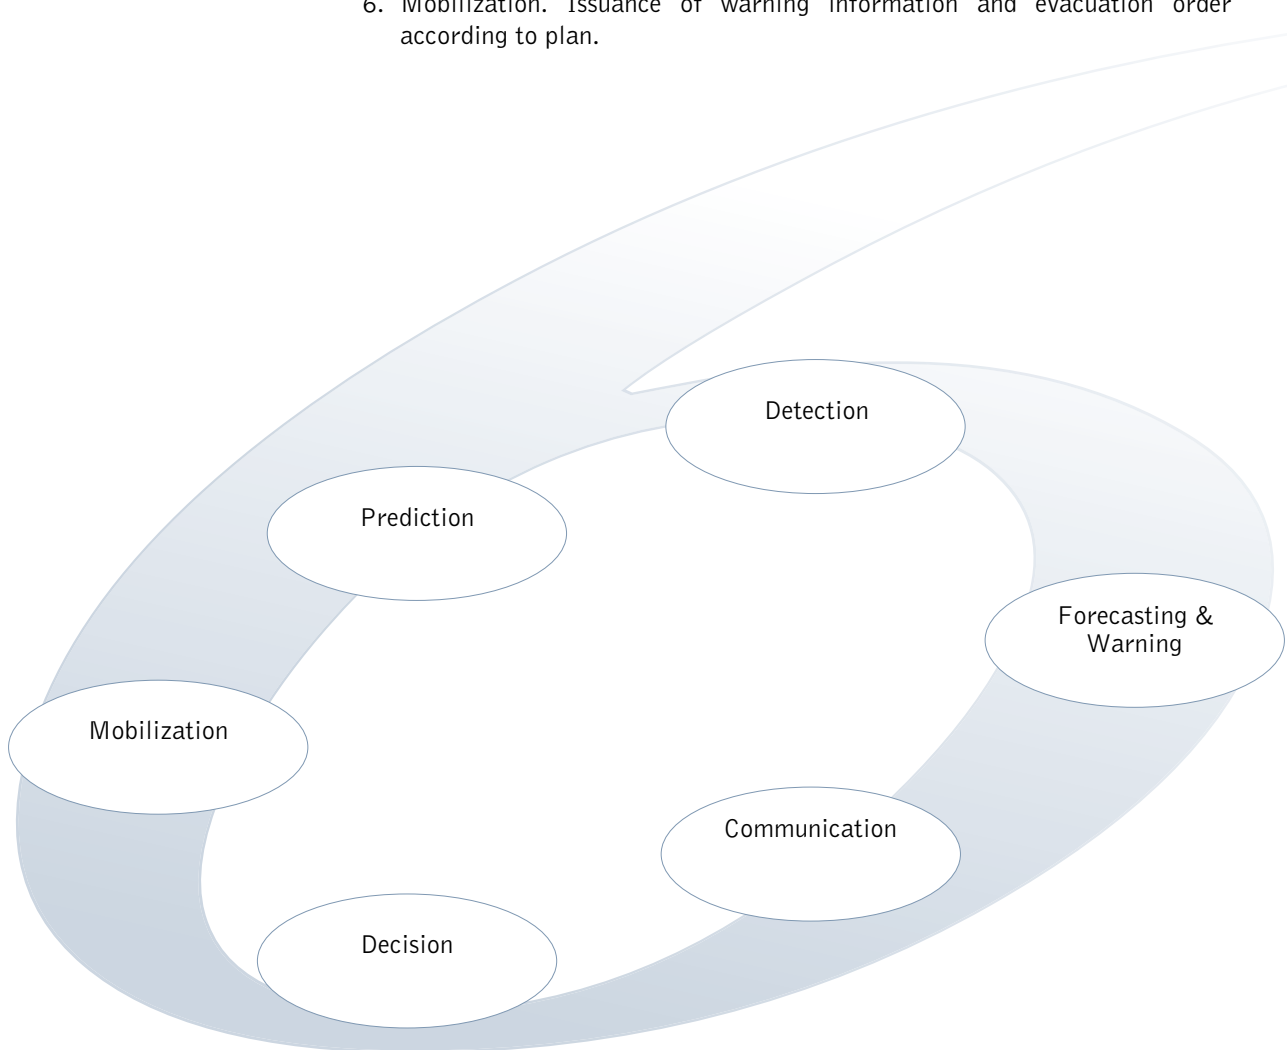 6. Mobilization. Issuance of warning information and evacuation order
according to plan.
Detection
Prediction
Forecasting &
Warning
Mobilization
Communication
Decision